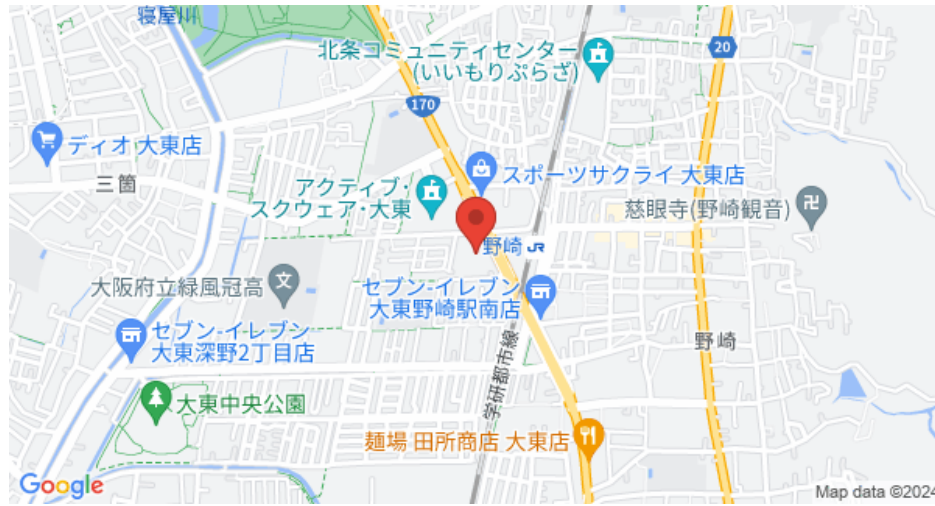 寝屋川
北条コミュニティセンター
(いいもりぷらざ)
20
170
ディオ 大東店
スポーツサクライ 大東店
三箇
アクティブ・
スクウェア・大東
慈眼寺(野崎観音)
野崎 JR
大阪府立緑風冠高
セブン-イレブン
大東野崎駅南店
セブン-イレブン
大東深野2丁目店
野崎
学研都市線
大東中央公園
麺場 田所商店 大東店
Google
Map data ©2024